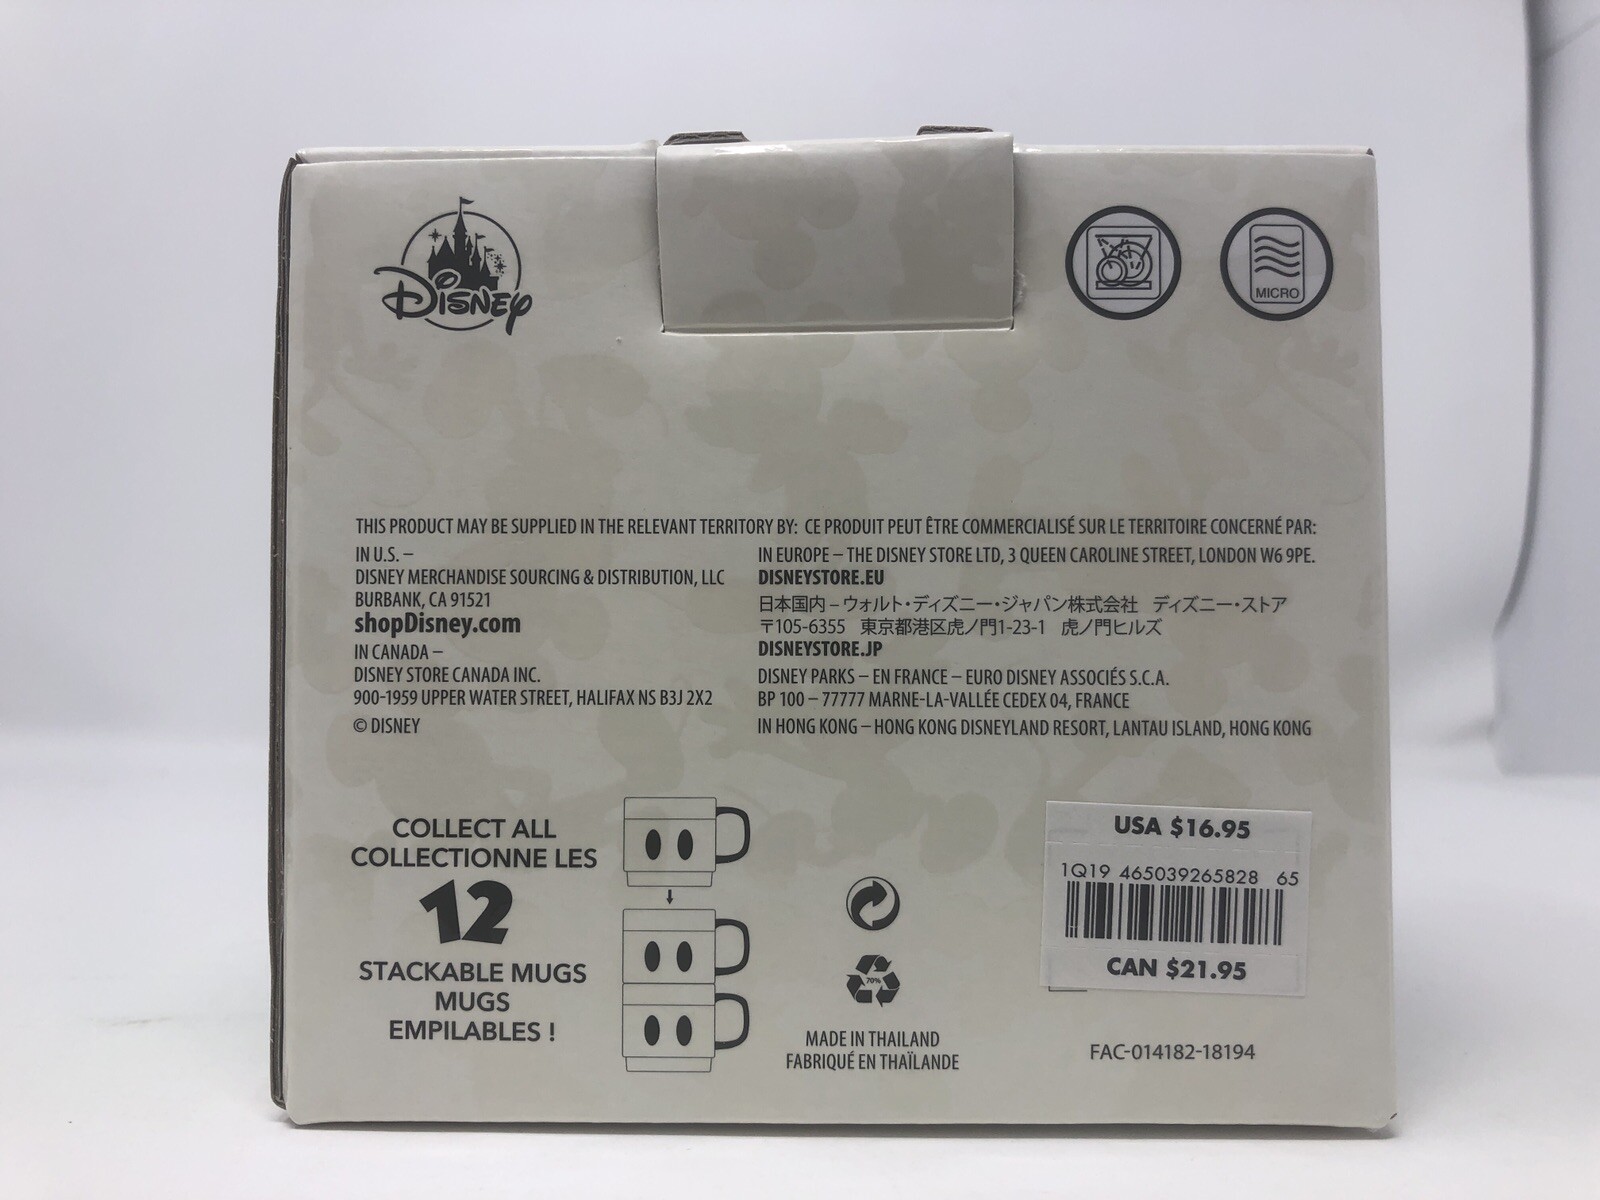 DISNEY
MICRO
THIS PRODUCT MAY BE SUPPLIED IN THE RELEVANT TERRITORY BY: CE PRODUIT PEUT ÊTRE COMMERCIALISÉ SUR LE TERRITOIRE CONCERNÉ PAR:
IN U.S. –
DISNEY MERCHANDISE SOURCING & DISTRIBUTION, LLC
BURBANK, CA 91521
shopDisney.com
IN CANADA –
DISNEY STORE CANADA INC.
900-1959 UPPER WATER STREET, HALIFAX NS B3J 2X2
© DISNEY
IN EUROPE – THE DISNEY STORE LTD, 3 QUEEN CAROLINE STREET, LONDON W6 9PE.
DISNEYSTORE.EU
日本国内 – ウォルト・ディズニー・ジャパン株式会社 ディズニー・ストア
〒105-6355 東京都港区虎ノ門1-23-1 虎ノ門ヒルズ
DISNEYSTORE.JP
DISNEY PARKS – EN FRANCE – EURO DISNEY ASSOCIÉS S.C.A.
BP 100 – 77777 MARNE-LA-VALLÉE CEDEX 04, FRANCE
IN HONG KONG – HONG KONG DISNEYLAND RESORT, LANTAU ISLAND, HONG KONG
COLLECT ALL
COLLECTIONNE LES
12
STACKABLE MUGS
MUGS
EMPILABLES !
70%
MADE IN THAILAND
FABRIQUÉ EN THAÏLANDE
USA $16.95
1Q19 465039265828 65
CAN $21.95
FAC-014182-18194